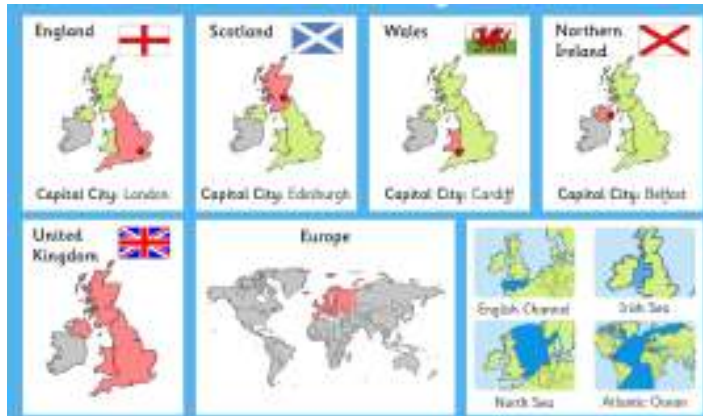 England
Scotland
Wales
Northern
Ireland
Capital City: London
Capital City: Edinburgh
Capital City: Cardiff
Capital City: Belfast
United
Kingdom
Europe
English Channel
Irish Sea
North Sea
Atlantic Ocean